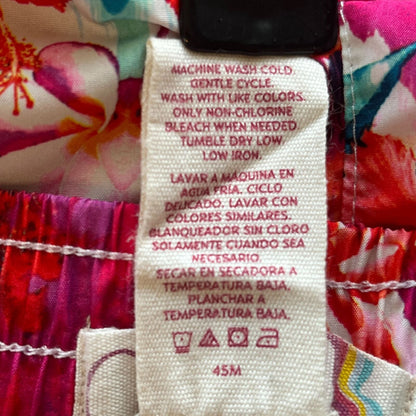 MACHINE WASH COLD,
GENTLE CYCLE.
WASH WITH LIKE COLORS.
ONLY NON-CHLORINE
BLEACH WHEN NEEDED.
TUMBLE DRY LOW.
LOW IRON.
LAVAR A MÁQUINA EN
AGUA FRÍA. CICLO
DELICADO. LAVAR CON
COLORES SIMILARES.
BLANQUEADOR SIN CLORO
SOLAMENTE CUANDO SEA
NECESARIO.
SECAR EN SECADORA A
TEMPERATURA BAJA.
PLANCHAR A
TEMPERATURA BAJA.
45M